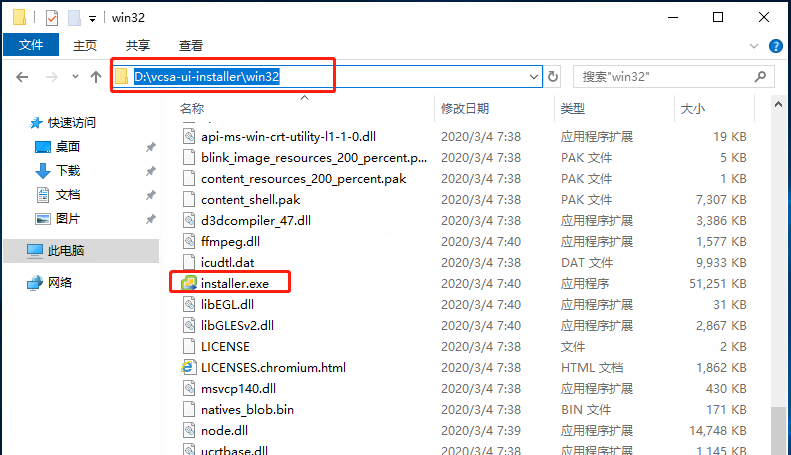 win32
文件 主页 共享 查看
D:\vcsa-ui-installer\win32 搜索"win32"
名称 修改日期 类型 大小
快速访问
桌面
下载
文档
图片
此电脑
网络
api-ms-win-crt-utility-l1-1-0.dll 2020/3/4 7:38 应用程序扩展 19 KB
blink_image_resources_200_percent.p... 2020/3/4 7:38 PAK 文件 5 KB
content_resources_200_percent.pak 2020/3/4 7:38 PAK 文件 1 KB
content_shell.pak 2020/3/4 7:38 PAK 文件 7,307 KB
d3dcompiler_47.dll 2020/3/4 7:38 应用程序扩展 3,386 KB
ffmpeg.dll 2020/3/4 7:40 应用程序扩展 1,577 KB
icudtl.dat 2020/3/4 7:38 DAT 文件 9,933 KB
installer.exe 2020/3/4 7:40 应用程序 51,251 KB
libEGL.dll 2020/3/4 7:40 应用程序扩展 31 KB
libGLESv2.dll 2020/3/4 7:40 应用程序扩展 2,867 KB
LICENSE 2020/3/4 7:38 文件 2 KB
LICENSES.chromium.html 2020/3/4 7:38 HTML 文档 1,862 KB
msvcp140.dll 2020/3/4 7:38 应用程序扩展 430 KB
natives_blob.bin 2020/3/4 7:38 BIN 文件 171 KB
node.dll 2020/3/4 7:39 应用程序扩展 14,748 KB
ucrtbase.dll 2020/3/4 7:38 应用程序扩展 1,145 KB